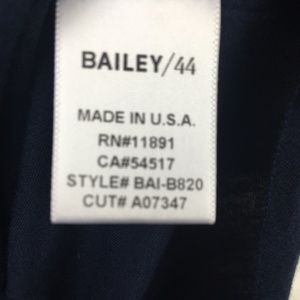 BAILEY/44
MADE IN U.S.A.
RN#11891
CA#54517
STYLE# BAI-B820
CUT# A07347